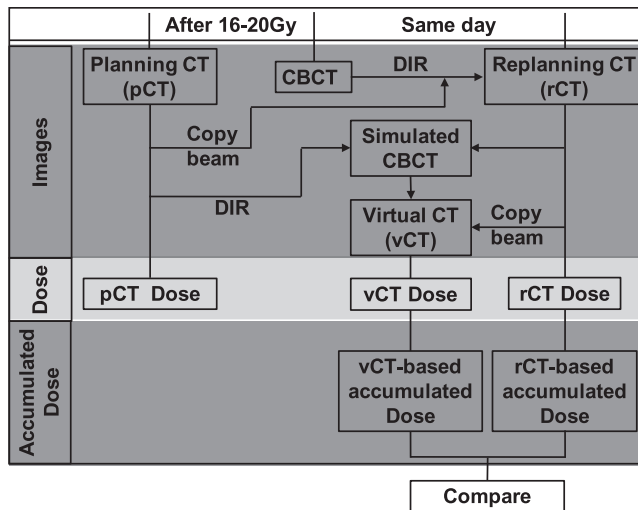 After 16-20Gy
Same day
Images
Planning CT
(pCT)
CBCT
DIR
Replanning CT
(rCT)
Copy
beam
Simulated
CBCT
DIR
Virtual CT
(vCT)
Copy
beam
Dose
pCT Dose
vCT Dose
rCT Dose
Accumulated
Dose
vCT-based
accumulated
Dose
rCT-based
accumulated
Dose
Compare